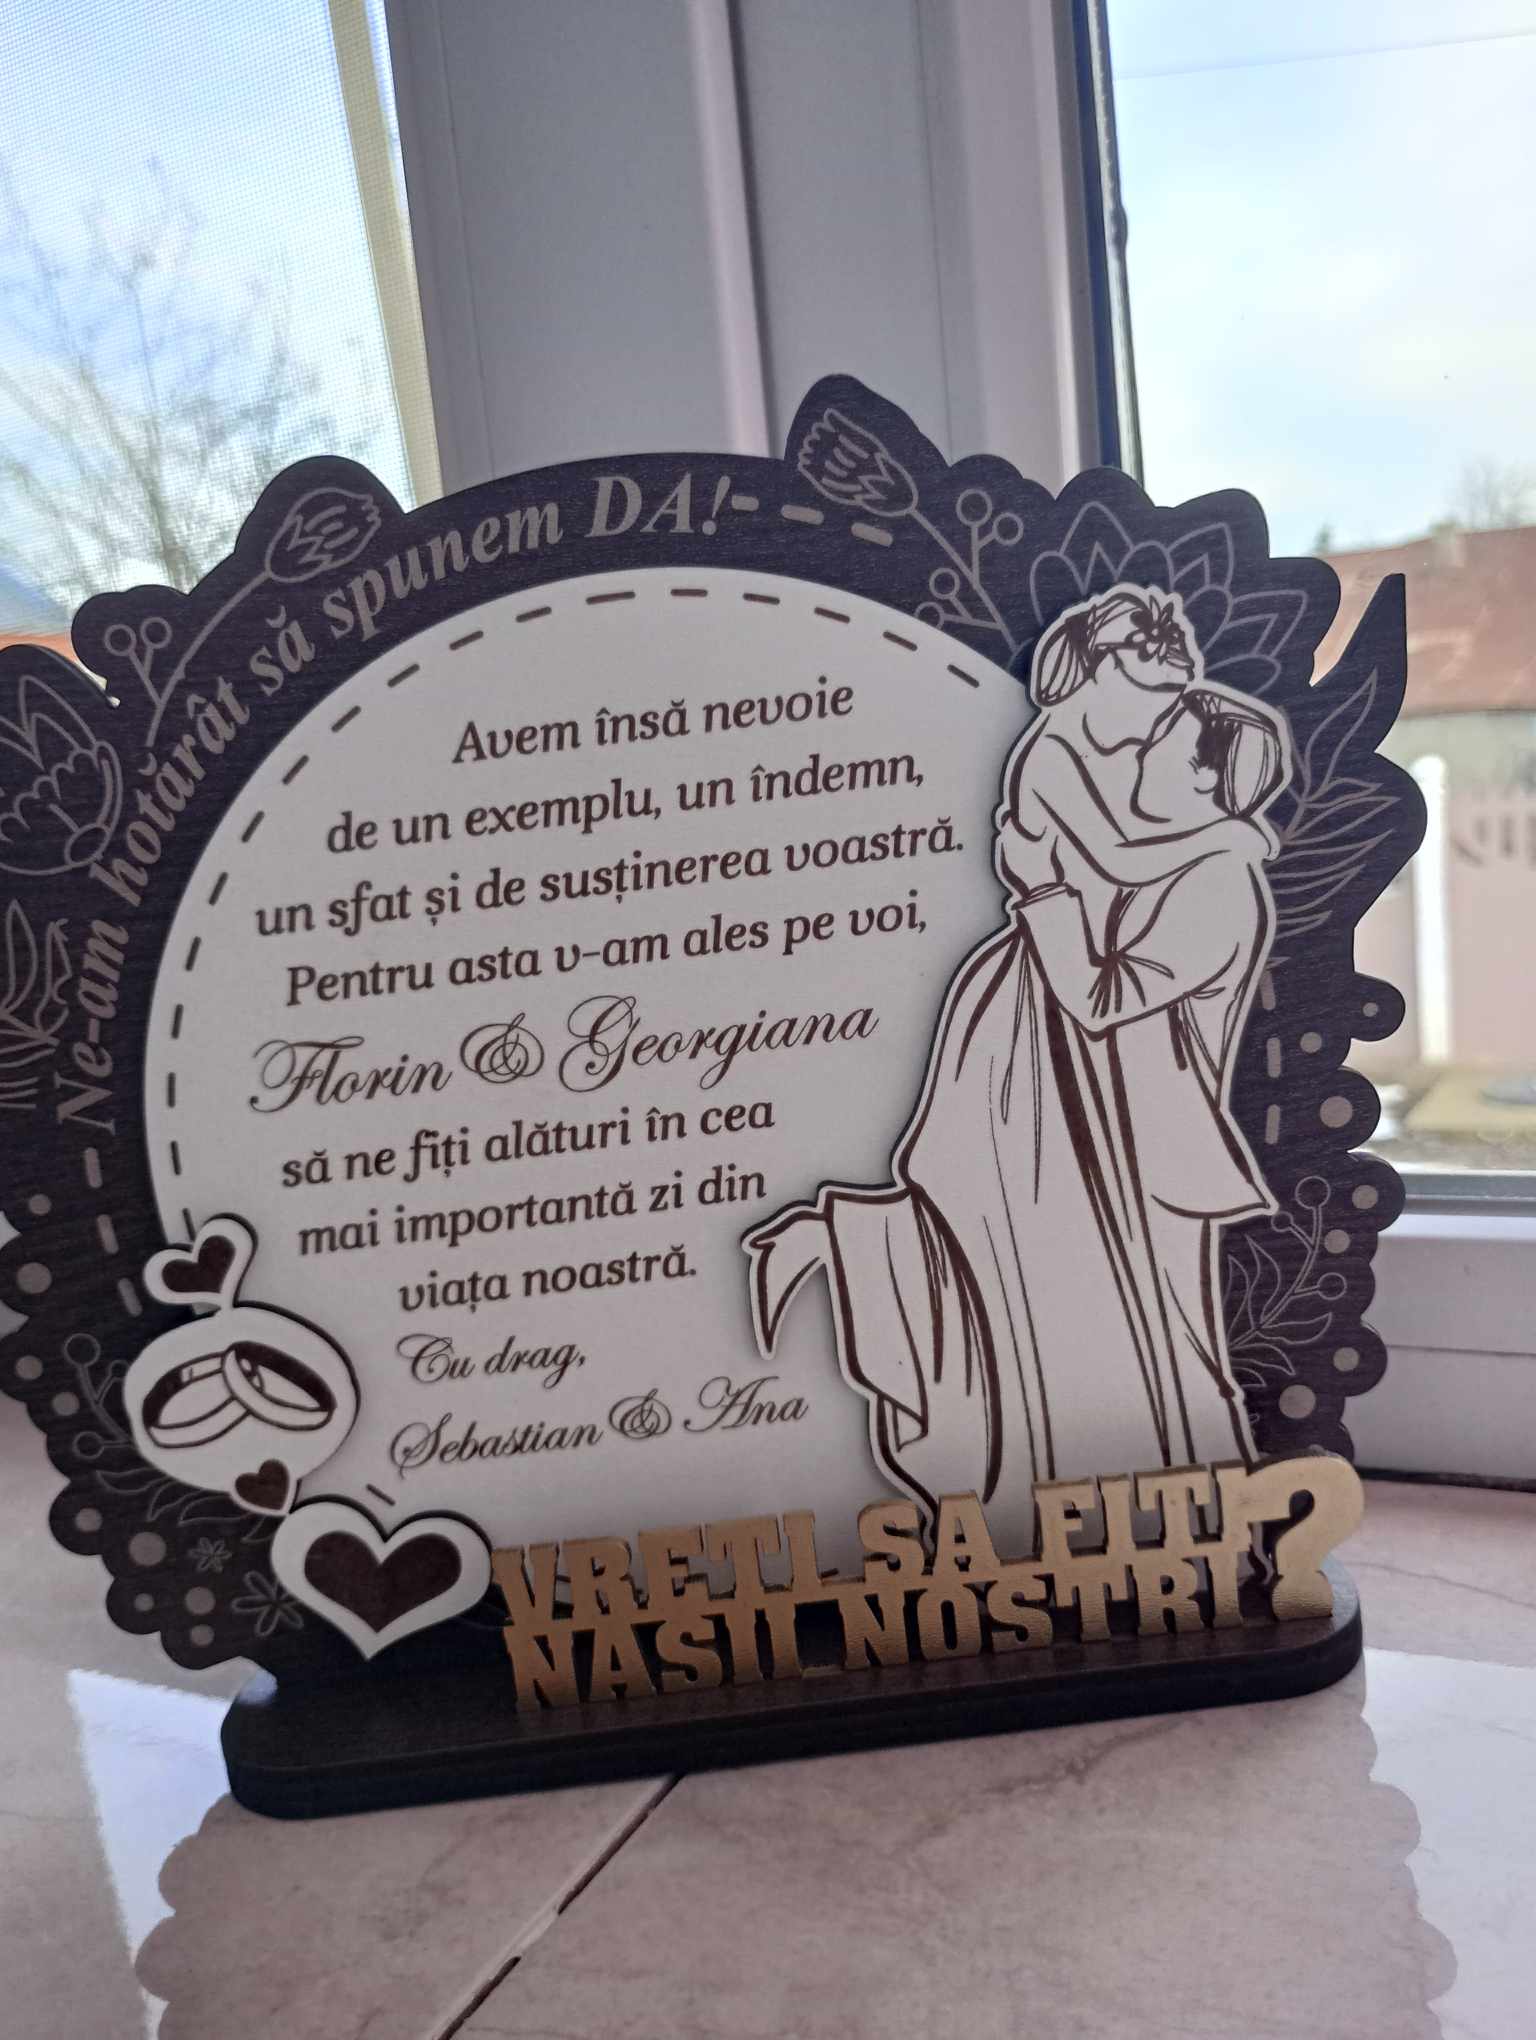 Ne-am hotărât să spunem DA!
Avem însă nevoie
de un exemplu, un îndemn,
un sfat și de susținerea voastră.
Pentru asta v-am ales pe voi,
Florin & Georgiana
să ne fiți alături în cea
mai importantă zi din
viața noastră.
Cu drag,
Sebastian & Ana
VRETI SA FITI
NASII NOSTRI?